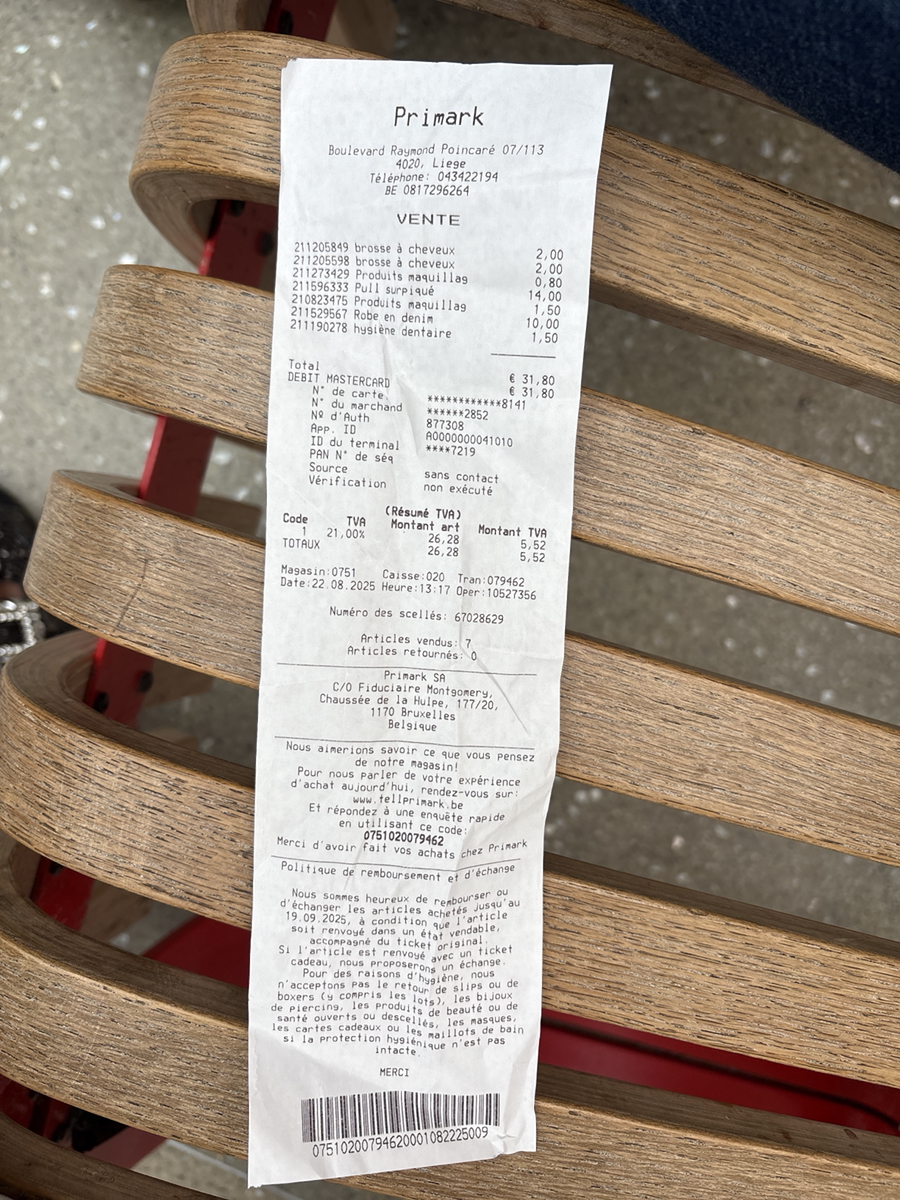 Primark
Boulevard Raymond Poincaré 07/113
4020, Liege
Téléphone: 043422194
BE 0817296264
VENTE
211205849 brosse à cheveux 2,00
211205598 brosse à cheveux 2,00
211273429 Produits maquillag 0,80
211596333 Pull surpiqué 14,00
210823475 Produits maquillag 1,50
211529567 Robe en denim 10,00
211190278 hygiène dentaire 1,50
Total € 31,80
DEBIT MASTERCARD € 31,80
N° de carte ************8141
N° du marchand ******2852
Nº d'Auth 877308
App. ID A0000000041010
ID du terminal ****7219
PAN N° de séq
Source sans contact
Vérification non exécuté
(Résumé TVA)
Code TVA Montant art Montant TVA
1 21,00% 26,28 5,52
TOTAUX 26,28 5,52
Magasin:0751 Caisse:020 Tran:079462
Date:22.08.2025 Heure:13:17 Oper:10527356
Numéro des scellés: 67028629
Articles vendus: 7
Articles retournés: 0
Primark SA
C/O Fiduciaire Montgomery,
Chaussée de la Hulpe, 177/20,
1170 Bruxelles
Belgique
Nous aimerions savoir ce que vous pensez
de notre magasin!
Pour nous parler de votre expérience
d'achat aujourd'hui, rendez-vous sur:
www.tellprimark.be
Et répondez à une enquête rapide
en utilisant ce code:
0751020079462
Merci d'avoir fait vos achats chez Primark
Politique de remboursement et d'échange
Nous sommes heureux de rembourser ou
d'échanger les articles achetés jusqu'au
19.09.2025, à condition que l'article
soit renvoyé dans un état vendable,
accompagné du ticket original.
Si l'article est renvoyé avec un ticket
cadeau, nous proposerons un échange.
Pour des raisons d'hygiène, nous
n'acceptons pas le retour de slips ou de
boxers (y compris les lots), les bijoux
de piercing, les produits de beauté ou de
santé ouverts ou descellés, les masques,
les cartes cadeaux ou les maillots de bain
si la protection hygiénique n'est pas
intacte.
MERCI
07510200794620001082225009